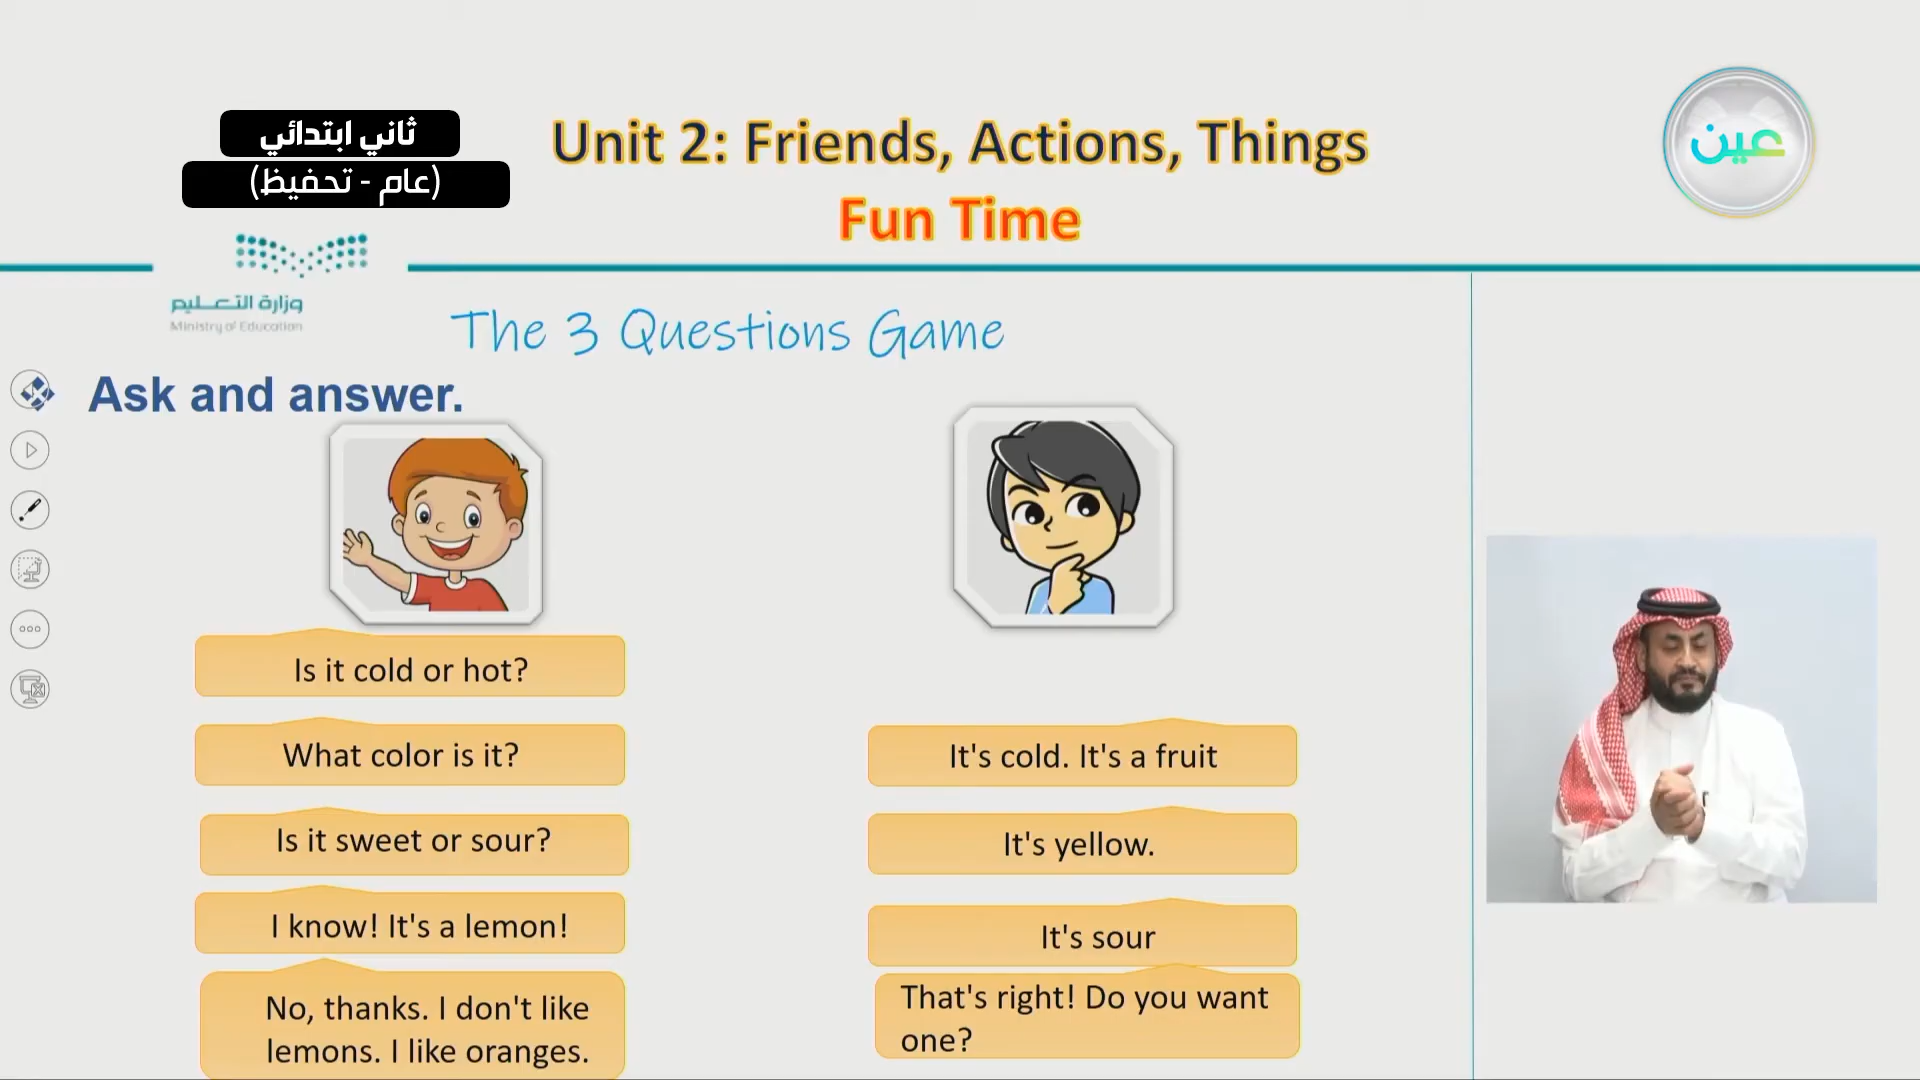 ثاني ابتدائي
(عام - تحفيظ)
Unit 2: Friends, Actions, Things
Fun Time
عين
وزارة التعليم
Ministry of Education
The 3 Questions Game
Ask and answer.
Is it cold or hot?
What color is it?
It's cold. It's a fruit
Is it sweet or sour?
It's yellow.
I know! It's a lemon!
It's sour
No, thanks. I don't like
lemons. I like oranges.
That's right! Do you want
one?